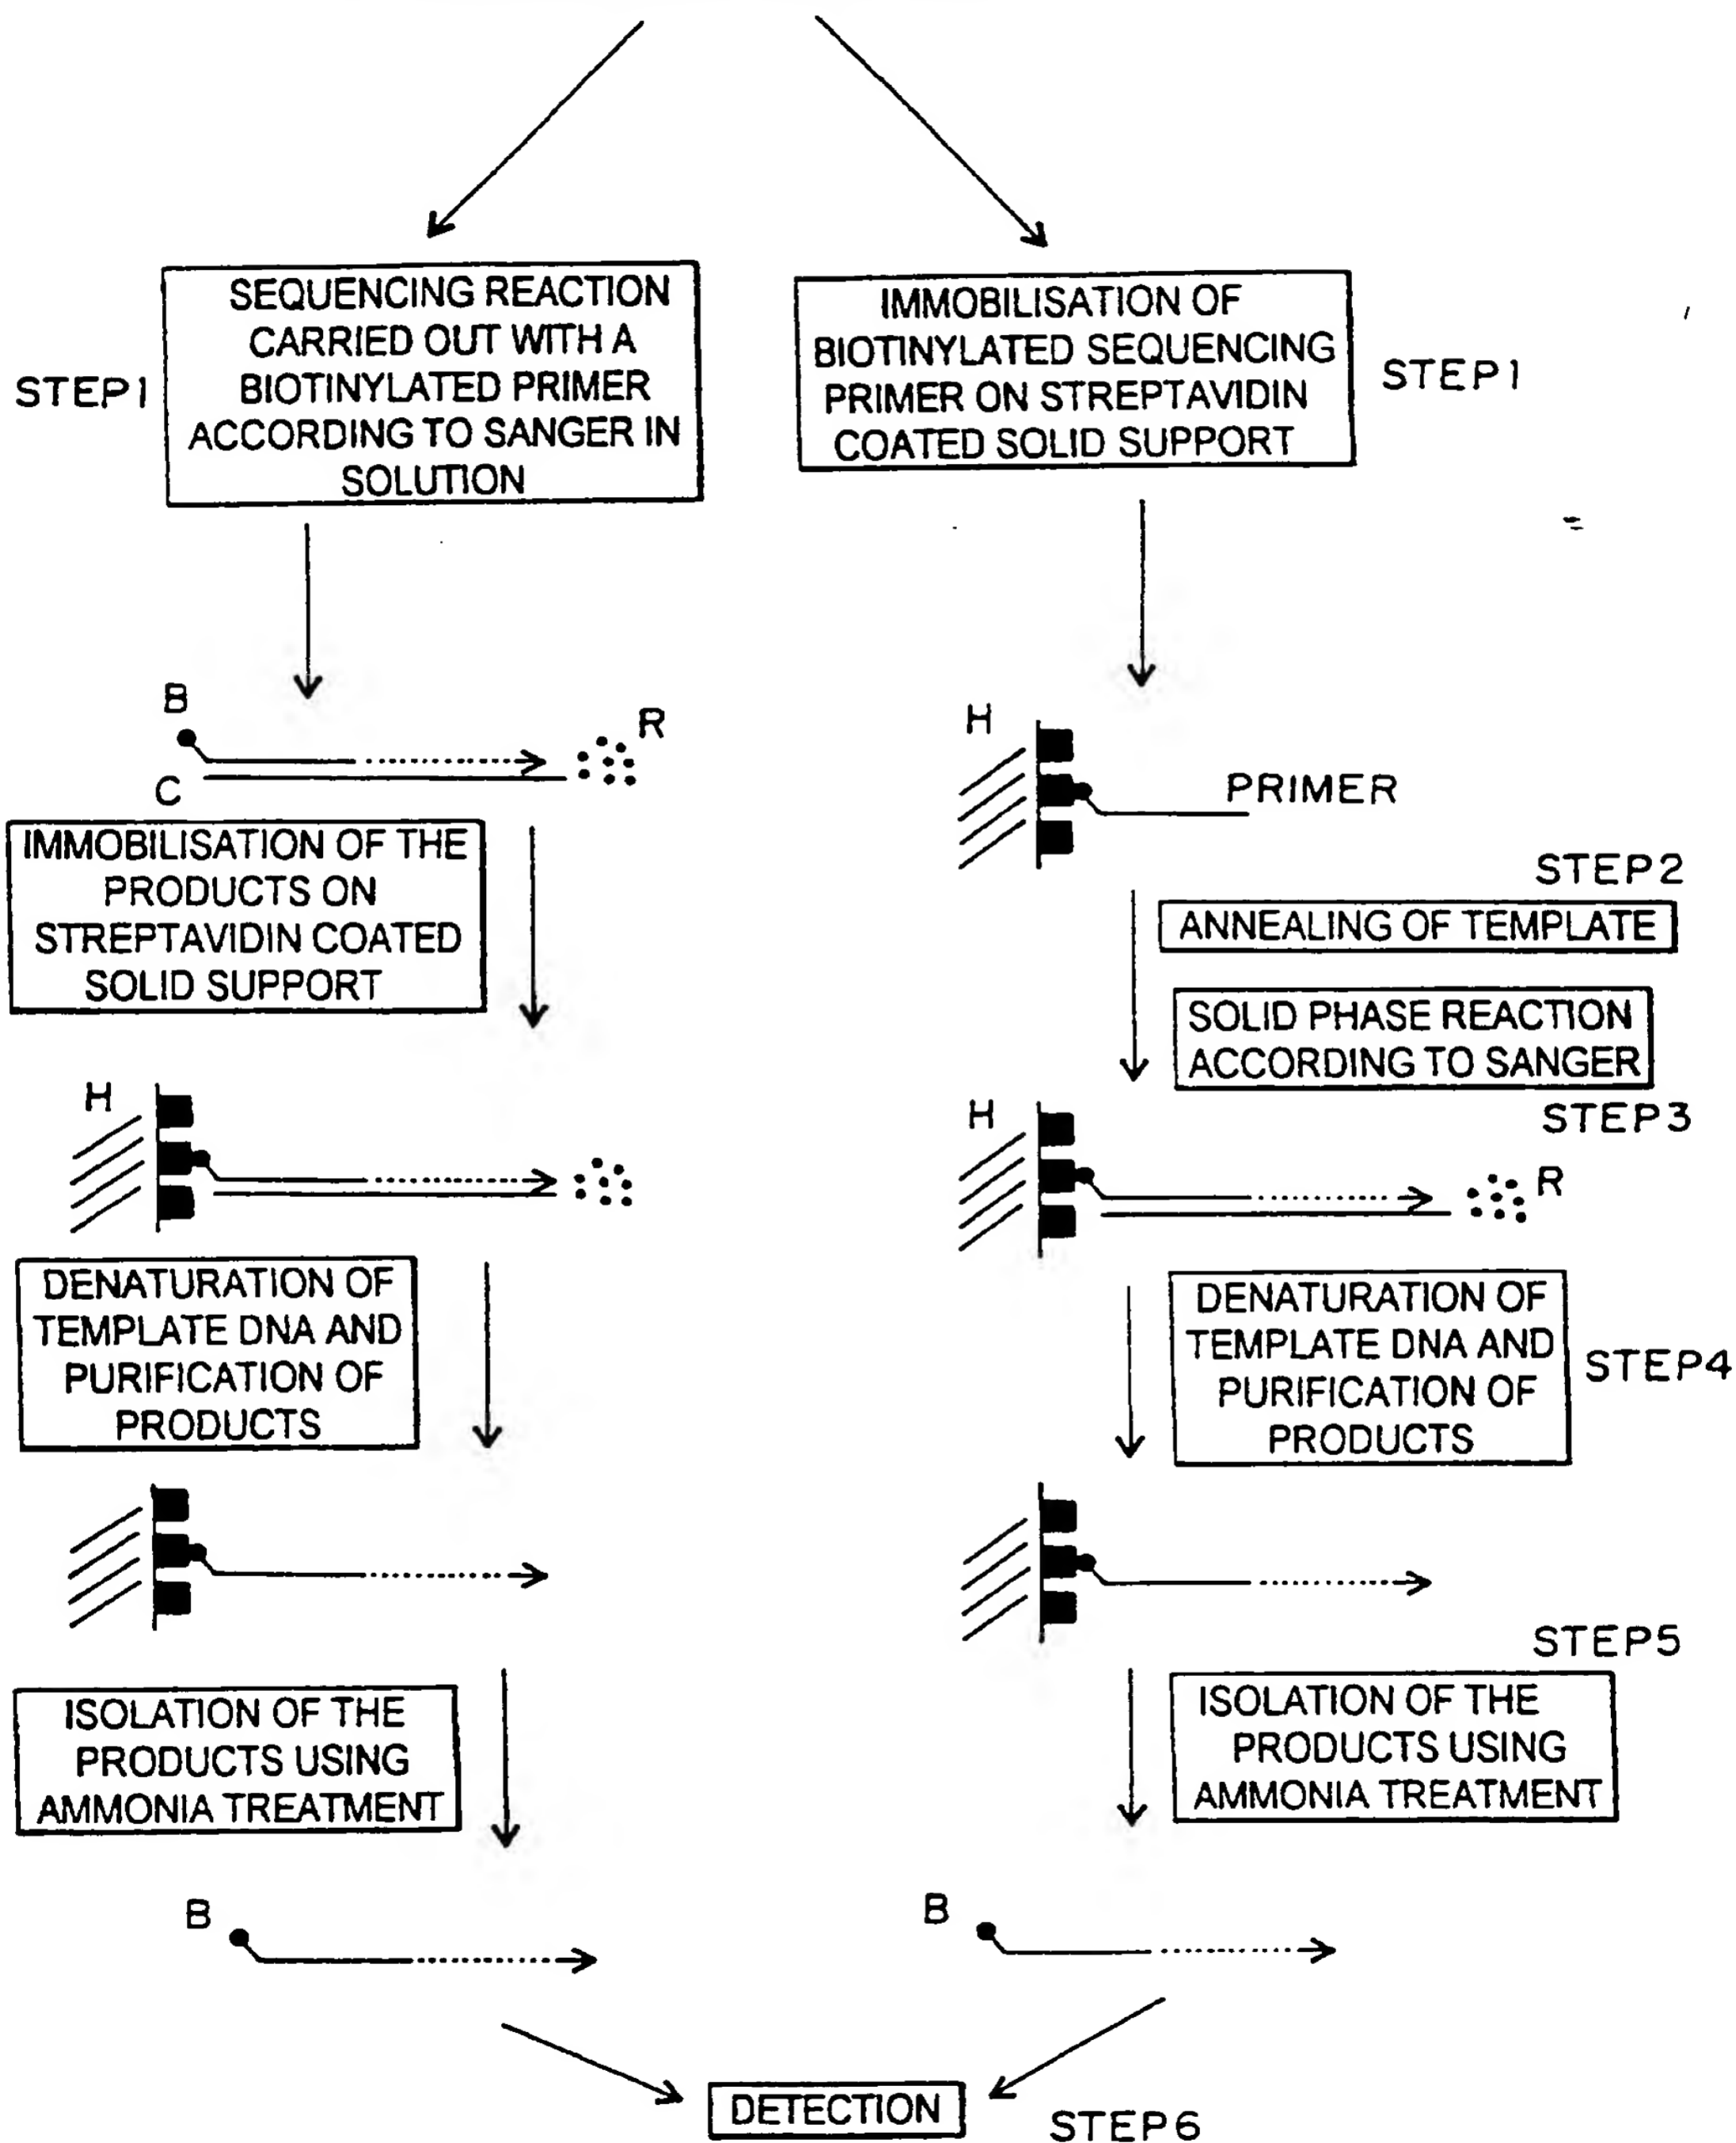 STEP1
SEQUENCING REACTION
CARRIED OUT WITH A
BIOTINYLATED PRIMER
ACCORDING TO SANGER IN
SOLUTION
IMMOBILISATION OF
BIOTINYLATED SEQUENCING
PRIMER ON STREPTAVIDIN
COATED SOLID SUPPORT
STEP1
B
R
C
H
PRIMER
IMMOBILISATION OF THE
PRODUCTS ON
STREPTAVIDIN COATED
SOLID SUPPORT
STEP2
ANNEALING OF TEMPLATE
SOLID PHASE REACTION
ACCORDING TO SANGER
STEP3
H
H
R
DENATURATION OF
TEMPLATE DNA AND
PURIFICATION OF
PRODUCTS
DENATURATION OF
TEMPLATE DNA AND
PURIFICATION OF
PRODUCTS
STEP4
STEP5
ISOLATION OF THE
PRODUCTS USING
AMMONIA TREATMENT
ISOLATION OF THE
PRODUCTS USING
AMMONIA TREATMENT
B
B
DETECTION
STEP6